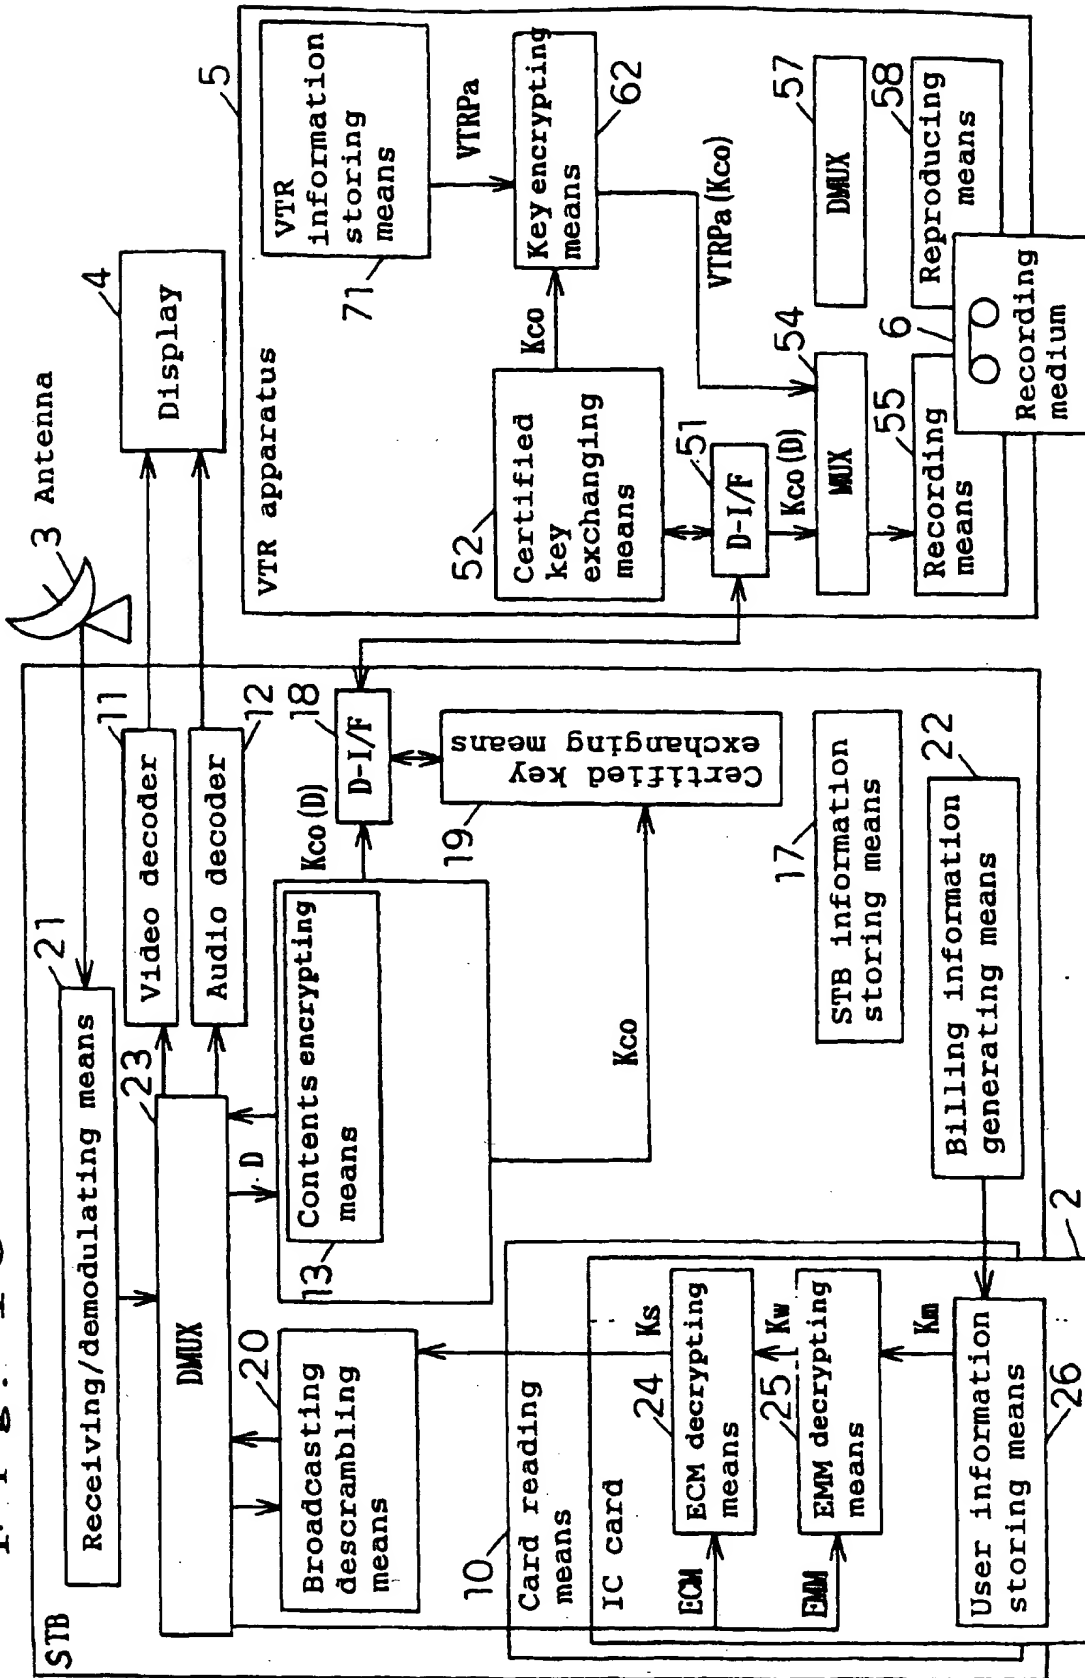 STB
Receiving/demodulating means
21
3 Antenna
DMUX
23
Video decoder
11
Audio decoder
12
Display
4
Broadcasting
descrambling
means
20
D
Contents encrypting
means
13
Kco(D)
D-I/F
18
Certified key
exchanging means
19
Kco
STB information
storing means
17
Billing information
generating means
22
10
Card reading
means
IC card
2
ECM
ECM decrypting
means
24
Ks
EMM
EMM decrypting
means
25
Kw
Km
User information
storing means
26
VTR apparatus
5
VTR
information
storing
means
71
VTRPa
Key encrypting
means
62
Kco
Certified
key
exchanging
means
52
VTRPa(Kco)
D-I/F
51
Kco(D)
MUX
54
DMUX
57
Recording
means
55
Reproducing
means
58
6
Recording
medium